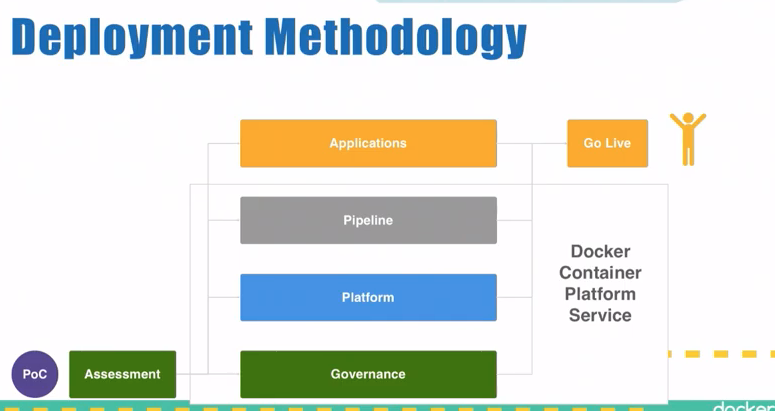 Deployment Methodology
Applications
Go Live
Pipeline
Docker
Container
Platform
Service
Platform
PoC
Assessment
Governance
docker